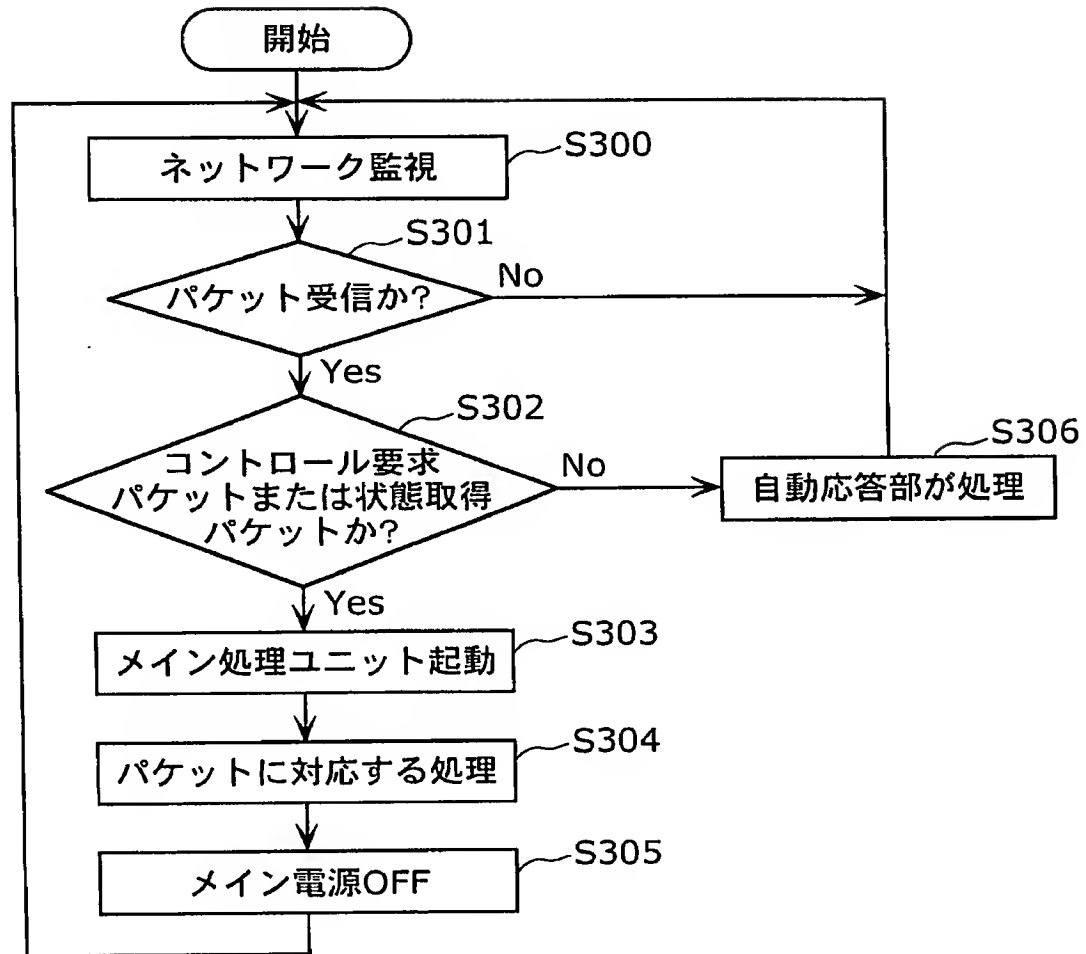 開始
ネットワーク監視
S300
パケット受信か?
S301
No
Yes
コントロール要求
パケットまたは状態取得
パケットか?
S302
No
自動応答部が処理
S306
Yes
メイン処理ユニット起動
S303
パケットに対応する処理
S304
メイン電源OFF
S305